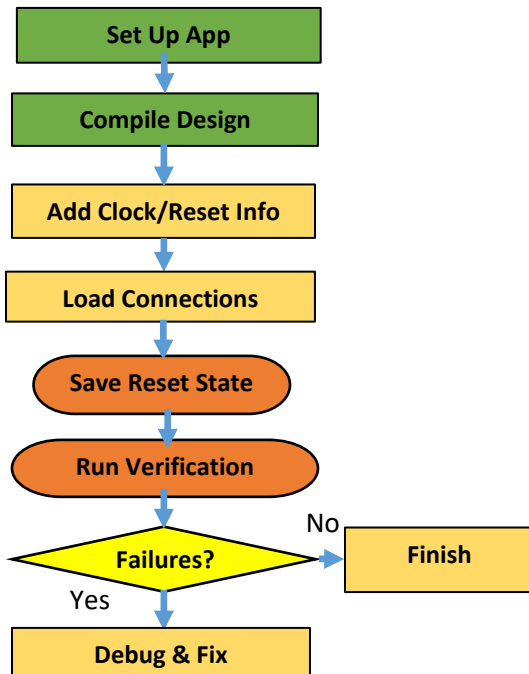 Set Up App
Compile Design
Add Clock/Reset Info
Load Connections
Save Reset State
Run Verification
Failures?
No
Finish
Yes
Debug & Fix